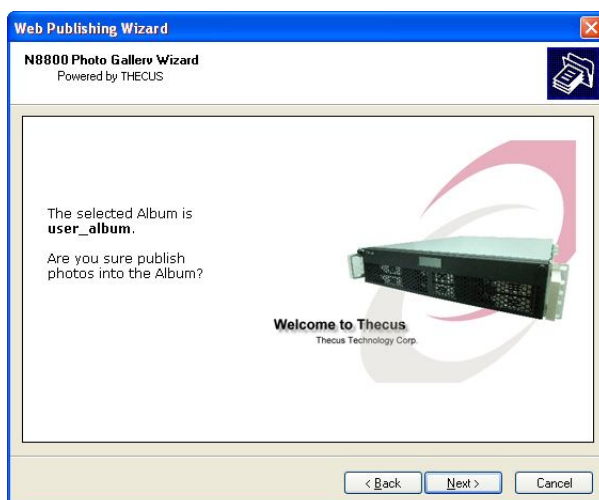 Web Publishing Wizard
N8800 Photo Gallery Wizard
Powered by THECUS
The selected Album is
user_album.
Are you sure publish
photos into the Album?
Welcome to Thecus
Thecus Technology Corp.
< Back
Next >
Cancel